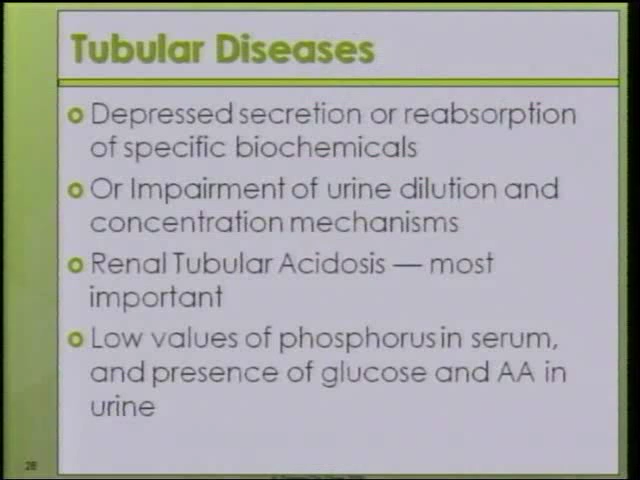 Tubular Diseases
Depressed secretion or reabsorption
of specific biochemicals
Or Impairment of urine dilution and
concentration mechanisms
Renal Tubular Acidosis — most
important
Low values of phosphorus in serum,
and presence of glucose and AA in
urine
28